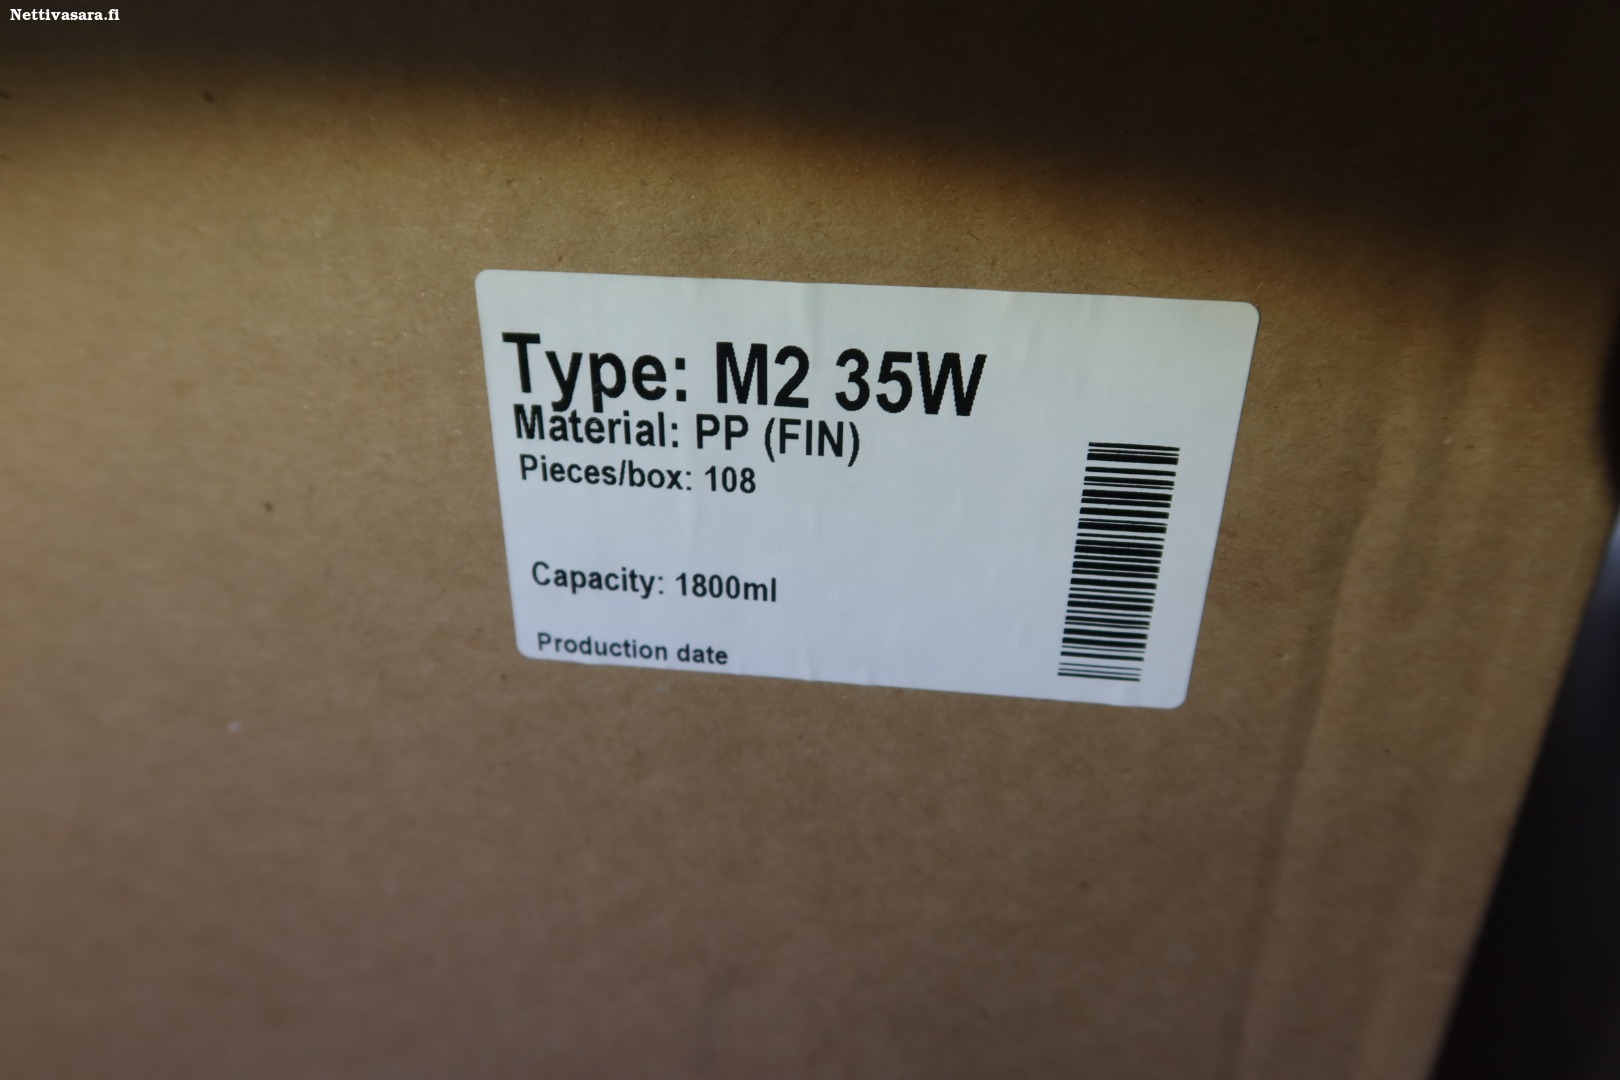 Nettivasara.fi
Type: M2 35W
Material: PP (FIN)
Pieces/box: 108
Capacity: 1800ml
Production date